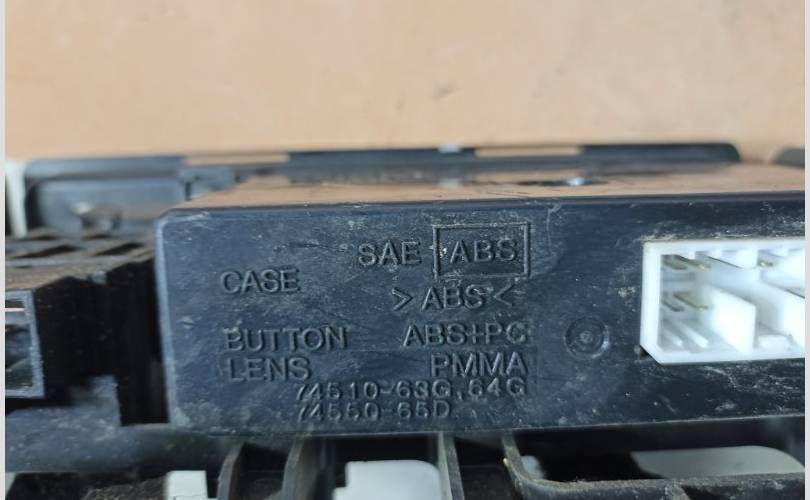 SAE ABS
CASE
>ABS<
BUTTON ABS+PC
LENS PMMA
74510-63G, 64G
74550-65D